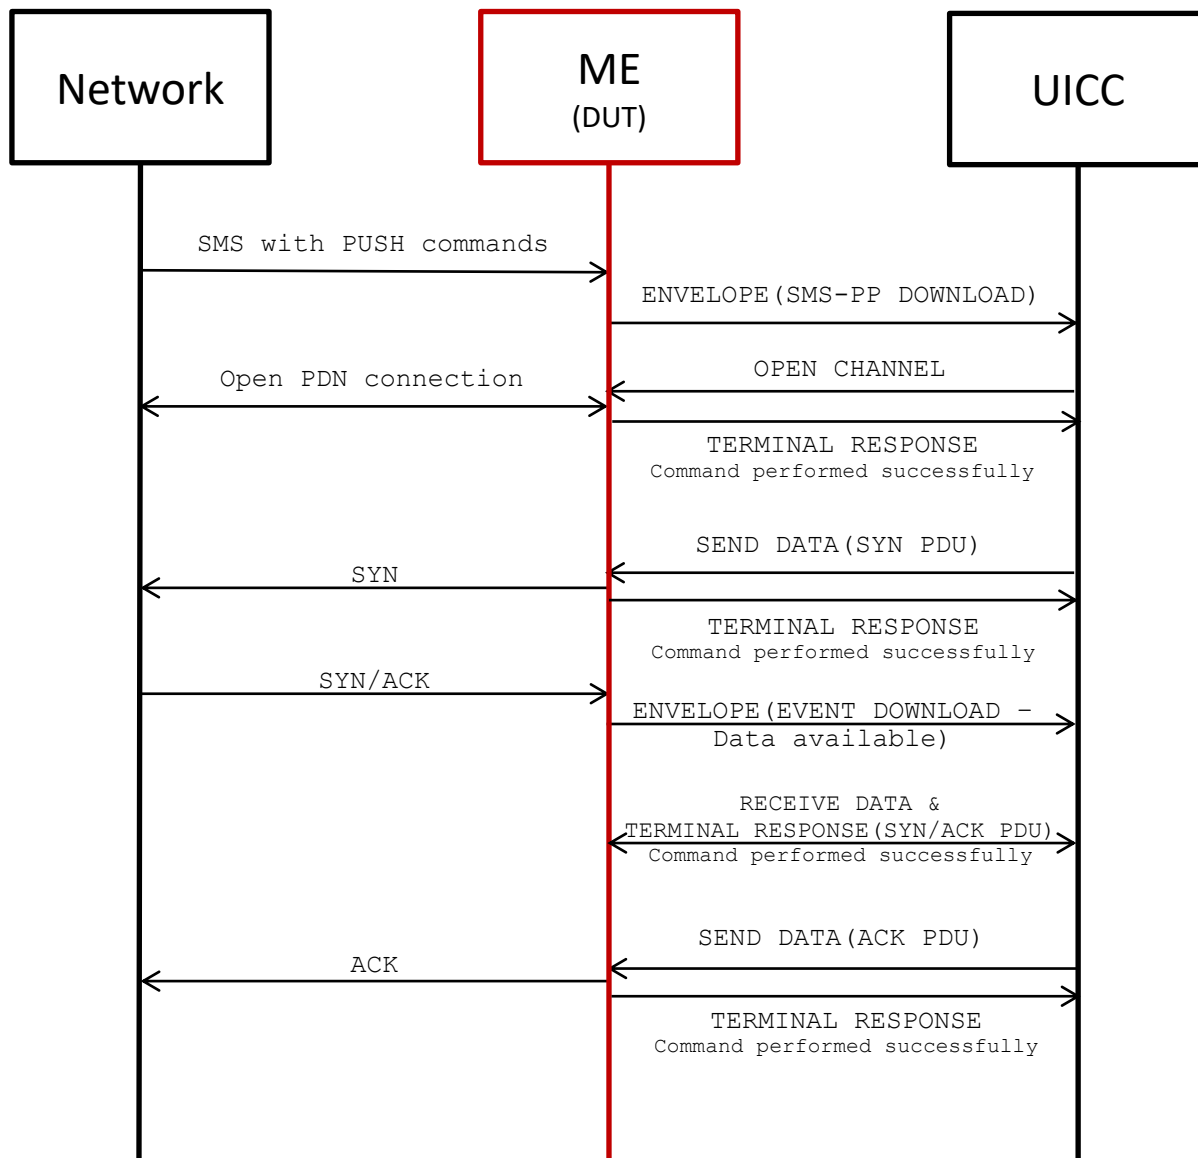 Network
ME
(DUT)
UICC
SMS with PUSH commands
ENVELOPE(SMS-PP DOWNLOAD)
OPEN CHANNEL
Open PDN connection
TERMINAL RESPONSE
Command performed successfully
SEND DATA(SYN PDU)
SYN
TERMINAL RESPONSE
Command performed successfully
SYN/ACK
ENVELOPE(EVENT DOWNLOAD –
Data available)
RECEIVE DATA &
TERMINAL RESPONSE(SYN/ACK PDU)
Command performed successfully
SEND DATA(ACK PDU)
ACK
TERMINAL RESPONSE
Command performed successfully